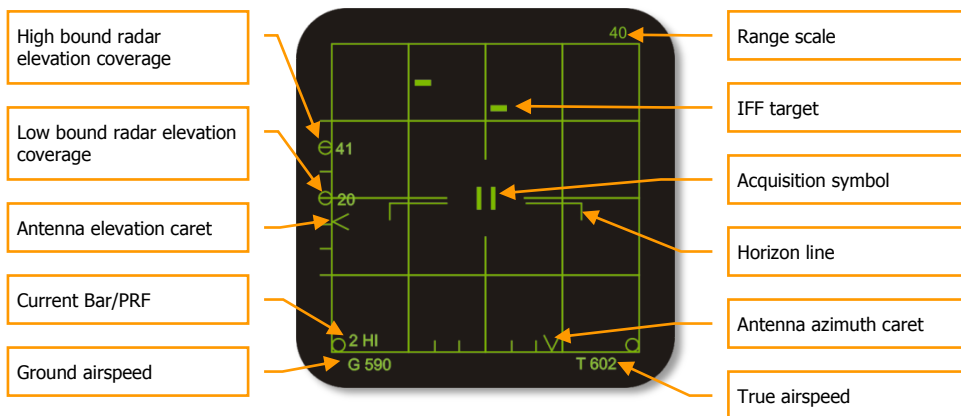 High bound radar
elevation coverage
Low bound radar elevation
coverage
Antenna elevation caret
Current Bar/PRF
Ground airspeed
40
41
20
2 HI
G 590
T 602
Range scale
IFF target
Acquisition symbol
Horizon line
Antenna azimuth caret
True airspeed